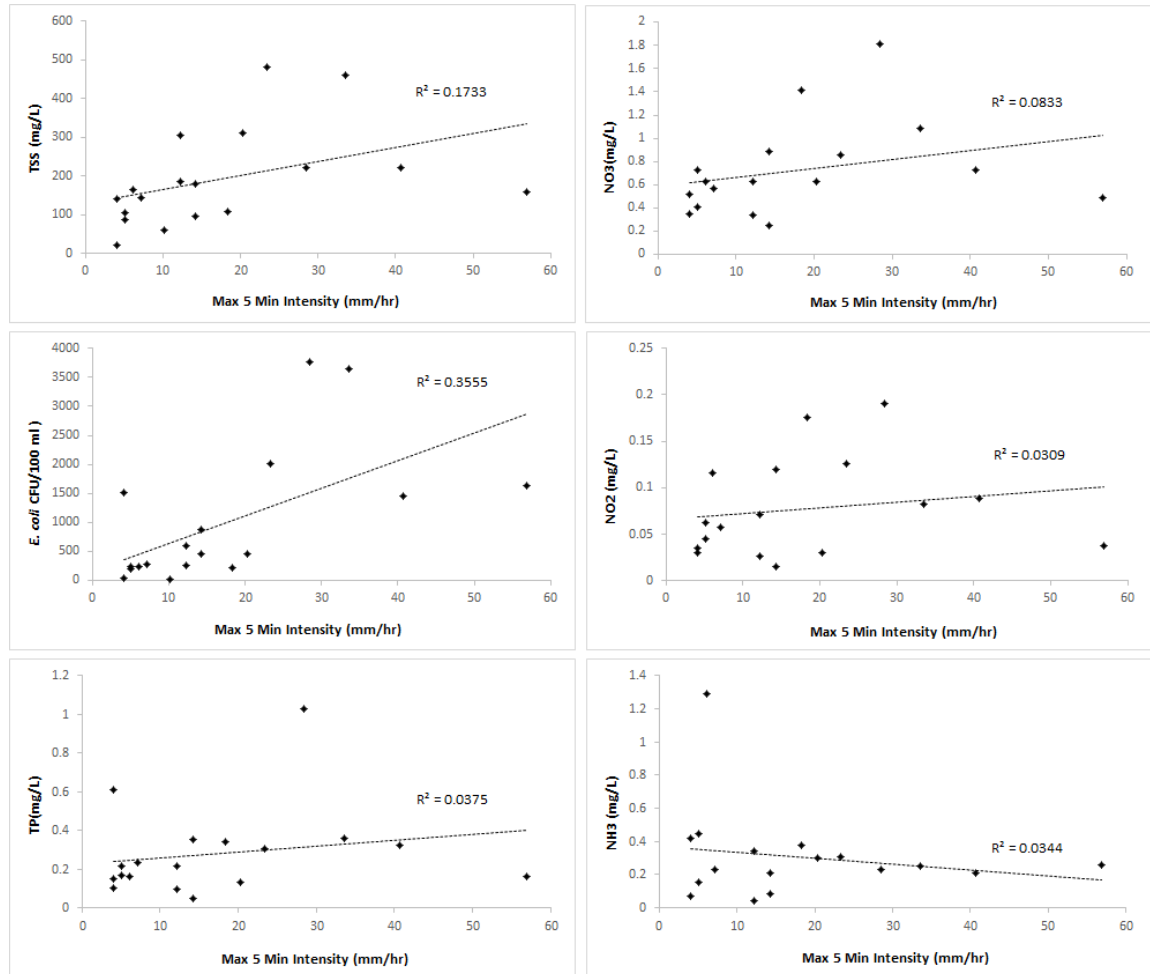 600
500
400
300
200
100
0
TSS (mg/L)
R² = 0.1733
0 10 20 30 40 50 60
Max 5 Min Intensity (mm/hr)
2
1.8
1.6
1.4
1.2
1
0.8
0.6
0.4
0.2
0
NO3(mg/L)
R² = 0.0833
0 10 20 30 40 50 60
Max 5 Min Intensity (mm/hr)
4000
3500
3000
2500
2000
1500
1000
500
0
E. coli CFU/100 ml )
R² = 0.3555
0 10 20 30 40 50 60
Max 5 Min Intensity (mm/hr)
0.25
0.2
0.15
0.1
0.05
0
NO2 (mg/L)
R² = 0.0309
0 10 20 30 40 50 60
Max 5 Min Intensity (mm/hr)
1.2
1
0.8
0.6
0.4
0.2
0
TP(mg/L)
R² = 0.0375
0 10 20 30 40 50 60
Max 5 Min Intensity (mm/hr)
1.4
1.2
1
0.8
0.6
0.4
0.2
0
NH3 (mg/L)
R² = 0.0344
0 10 20 30 40 50 60
Max 5 Min Intensity (mm/hr)